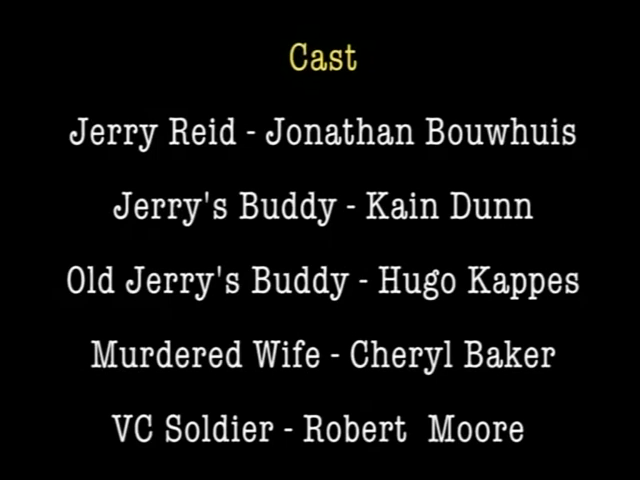 Cast
Jerry Reid - Jonathan Bouwhuis
Jerry's Buddy - Kain Dunn
Old Jerry's Buddy - Hugo Kappes
Murdered Wife - Cheryl Baker
VC Soldier - Robert  Moore